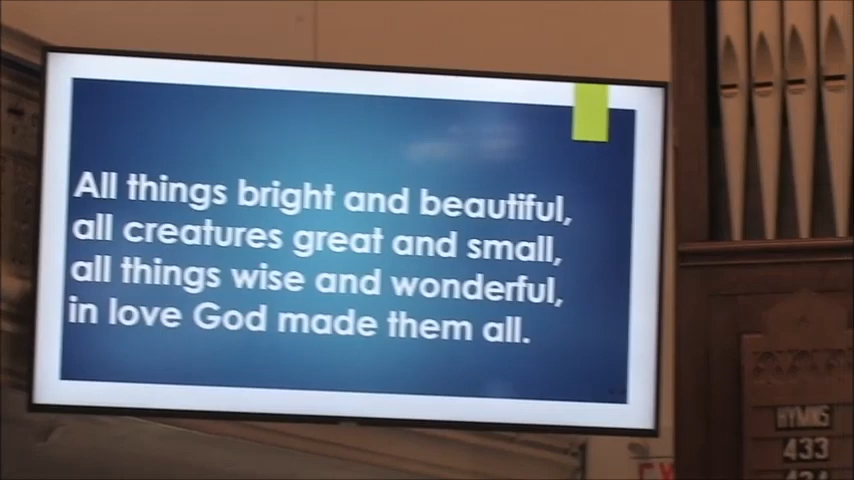 All things bright and beautiful,
all creatures great and small,
all things wise and wonderful,
in love God made them all.
HYMNS
433